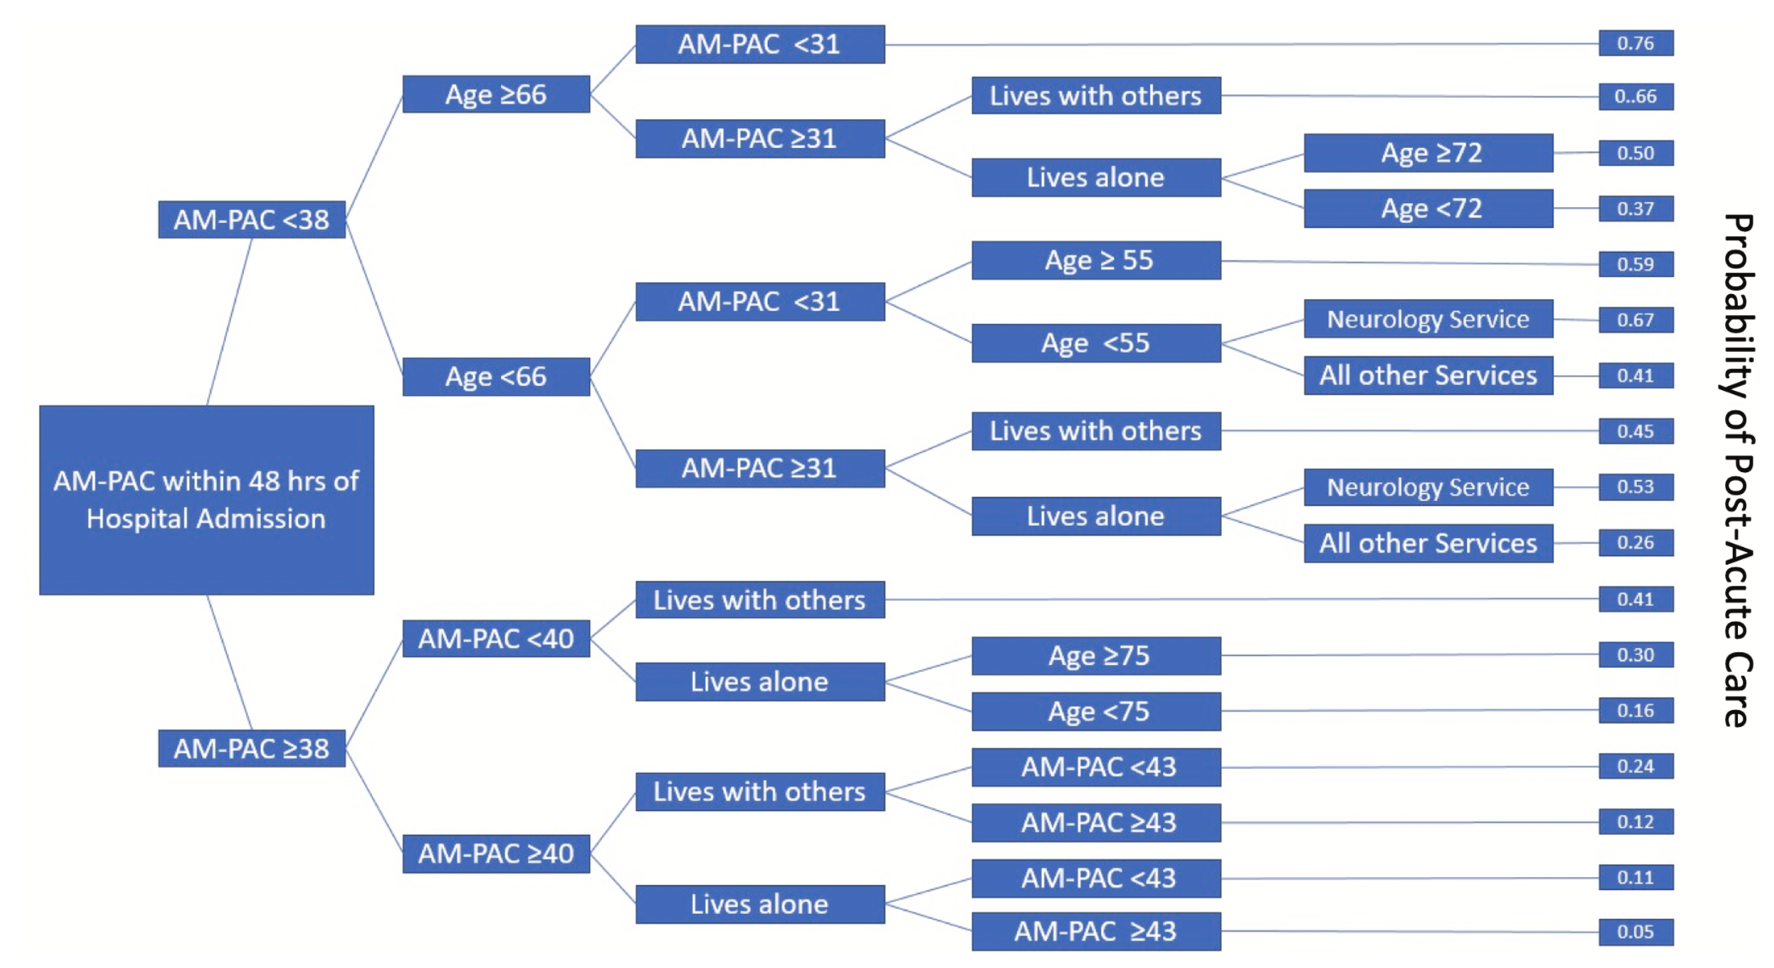 AM-PAC <31
0.76
Age ≥66
Lives with others
0..66
AM-PAC ≥31
Age ≥72
0.50
Lives alone
Age <72
0.37
AM-PAC <38
Age ≥ 55
0.59
AM-PAC <31
Neurology Service
0.67
Age <55
Age <66
All other Services
0.41
Lives with others
0.45
AM-PAC ≥31
AM-PAC within 48 hrs of
Hospital Admission
Neurology Service
0.53
Lives alone
All other Services
0.26
Lives with others
0.41
AM-PAC <40
Age ≥75
0.30
Lives alone
Age <75
0.16
AM-PAC ≥38
AM-PAC <43
0.24
Lives with others
AM-PAC ≥43
0.12
AM-PAC ≥40
AM-PAC <43
0.11
Lives alone
AM-PAC ≥43
0.05
Probability of Post-Acute Care